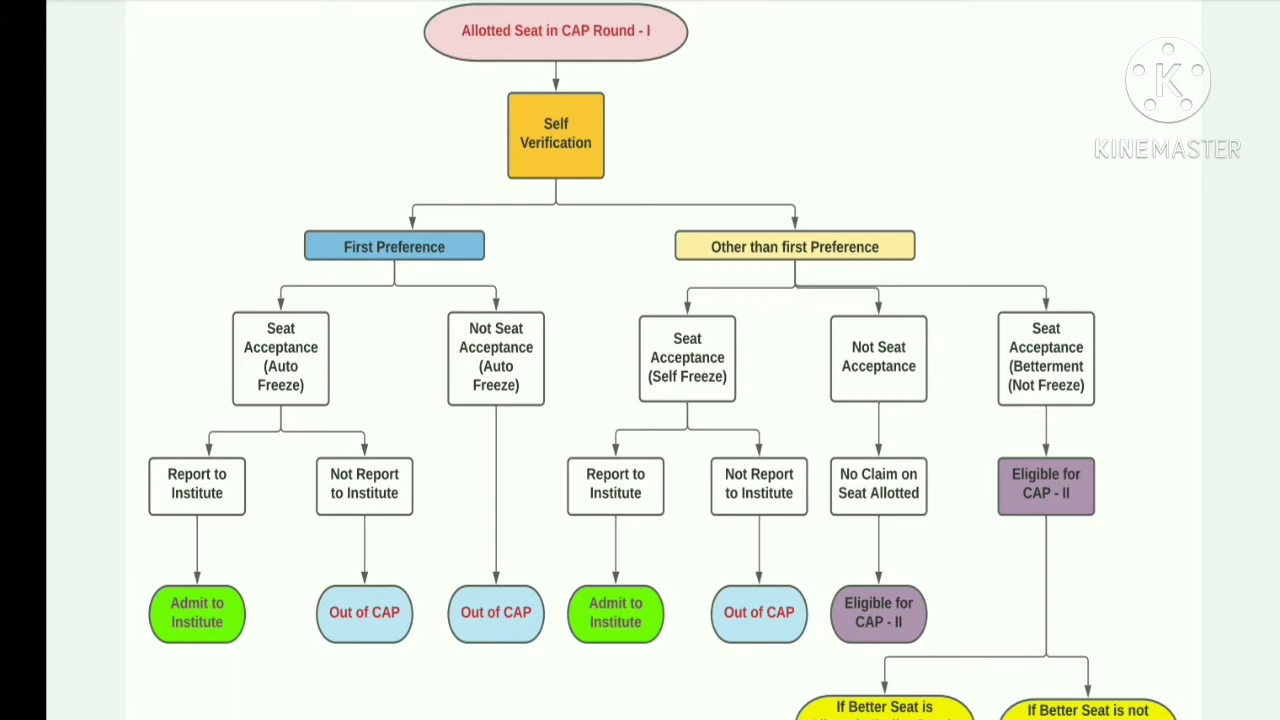 Allotted Seat in CAP Round - I
KINEMASTER
Self
Verification
First Preference
Other than first Preference
Seat
Acceptance
(Auto
Freeze)
Not Seat
Acceptance
(Auto
Freeze)
Seat
Acceptance
(Self Freeze)
Not Seat
Acceptance
Seat
Acceptance
(Betterment
(Not Freeze)
Report to
Institute
Not Report
to Institute
Report to
Institute
Not Report
to Institute
No Claim on
Seat Allotted
Eligible for
CAP - II
Admit to
Institute
Out of CAP
Out of CAP
Admit to
Institute
Out of CAP
Eligible for
CAP - II
If Better Seat is
If Better Seat is not